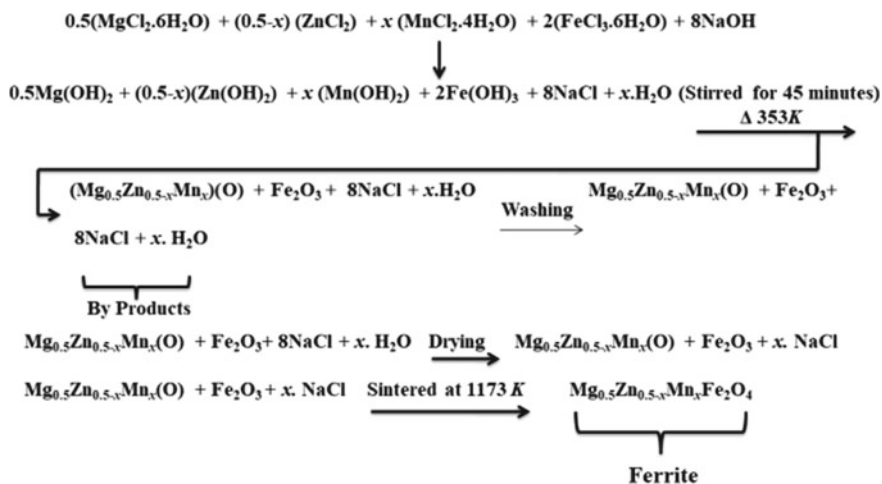 0.5(MgCl₂.6H₂O) + (0.5-x) (ZnCl₂) + x (MnCl₂.4H₂O) + 2(FeCl₃.6H₂O) + 8NaOH
0.5Mg(OH)₂ + (0.5-x)(Zn(OH)₂) + x (Mn(OH)₂) + 2Fe(OH)₃ + 8NaCl + x.H₂O (Stirred for 45 minutes)
Δ 353K
(Mg₀.₅Zn₀.₅₋ₓMnₓ)(O) + Fe₂O₃ + 8NaCl + x.H₂O Washing Mg₀.₅Zn₀.₅₋ₓMnₓ(O) + Fe₂O₃+
8NaCl + x. H₂O
By Products
Mg₀.₅Zn₀.₅₋ₓMnₓ(O) + Fe₂O₃+ 8NaCl + x. H₂O Drying Mg₀.₅Zn₀.₅₋ₓMnₓ(O) + Fe₂O₃ + x. NaCl
Mg₀.₅Zn₀.₅₋ₓMnₓ(O) + Fe₂O₃ + x. NaCl Sintered at 1173 K Mg₀.₅Zn₀.₅₋ₓMnₓFe₂O₄
Ferrite